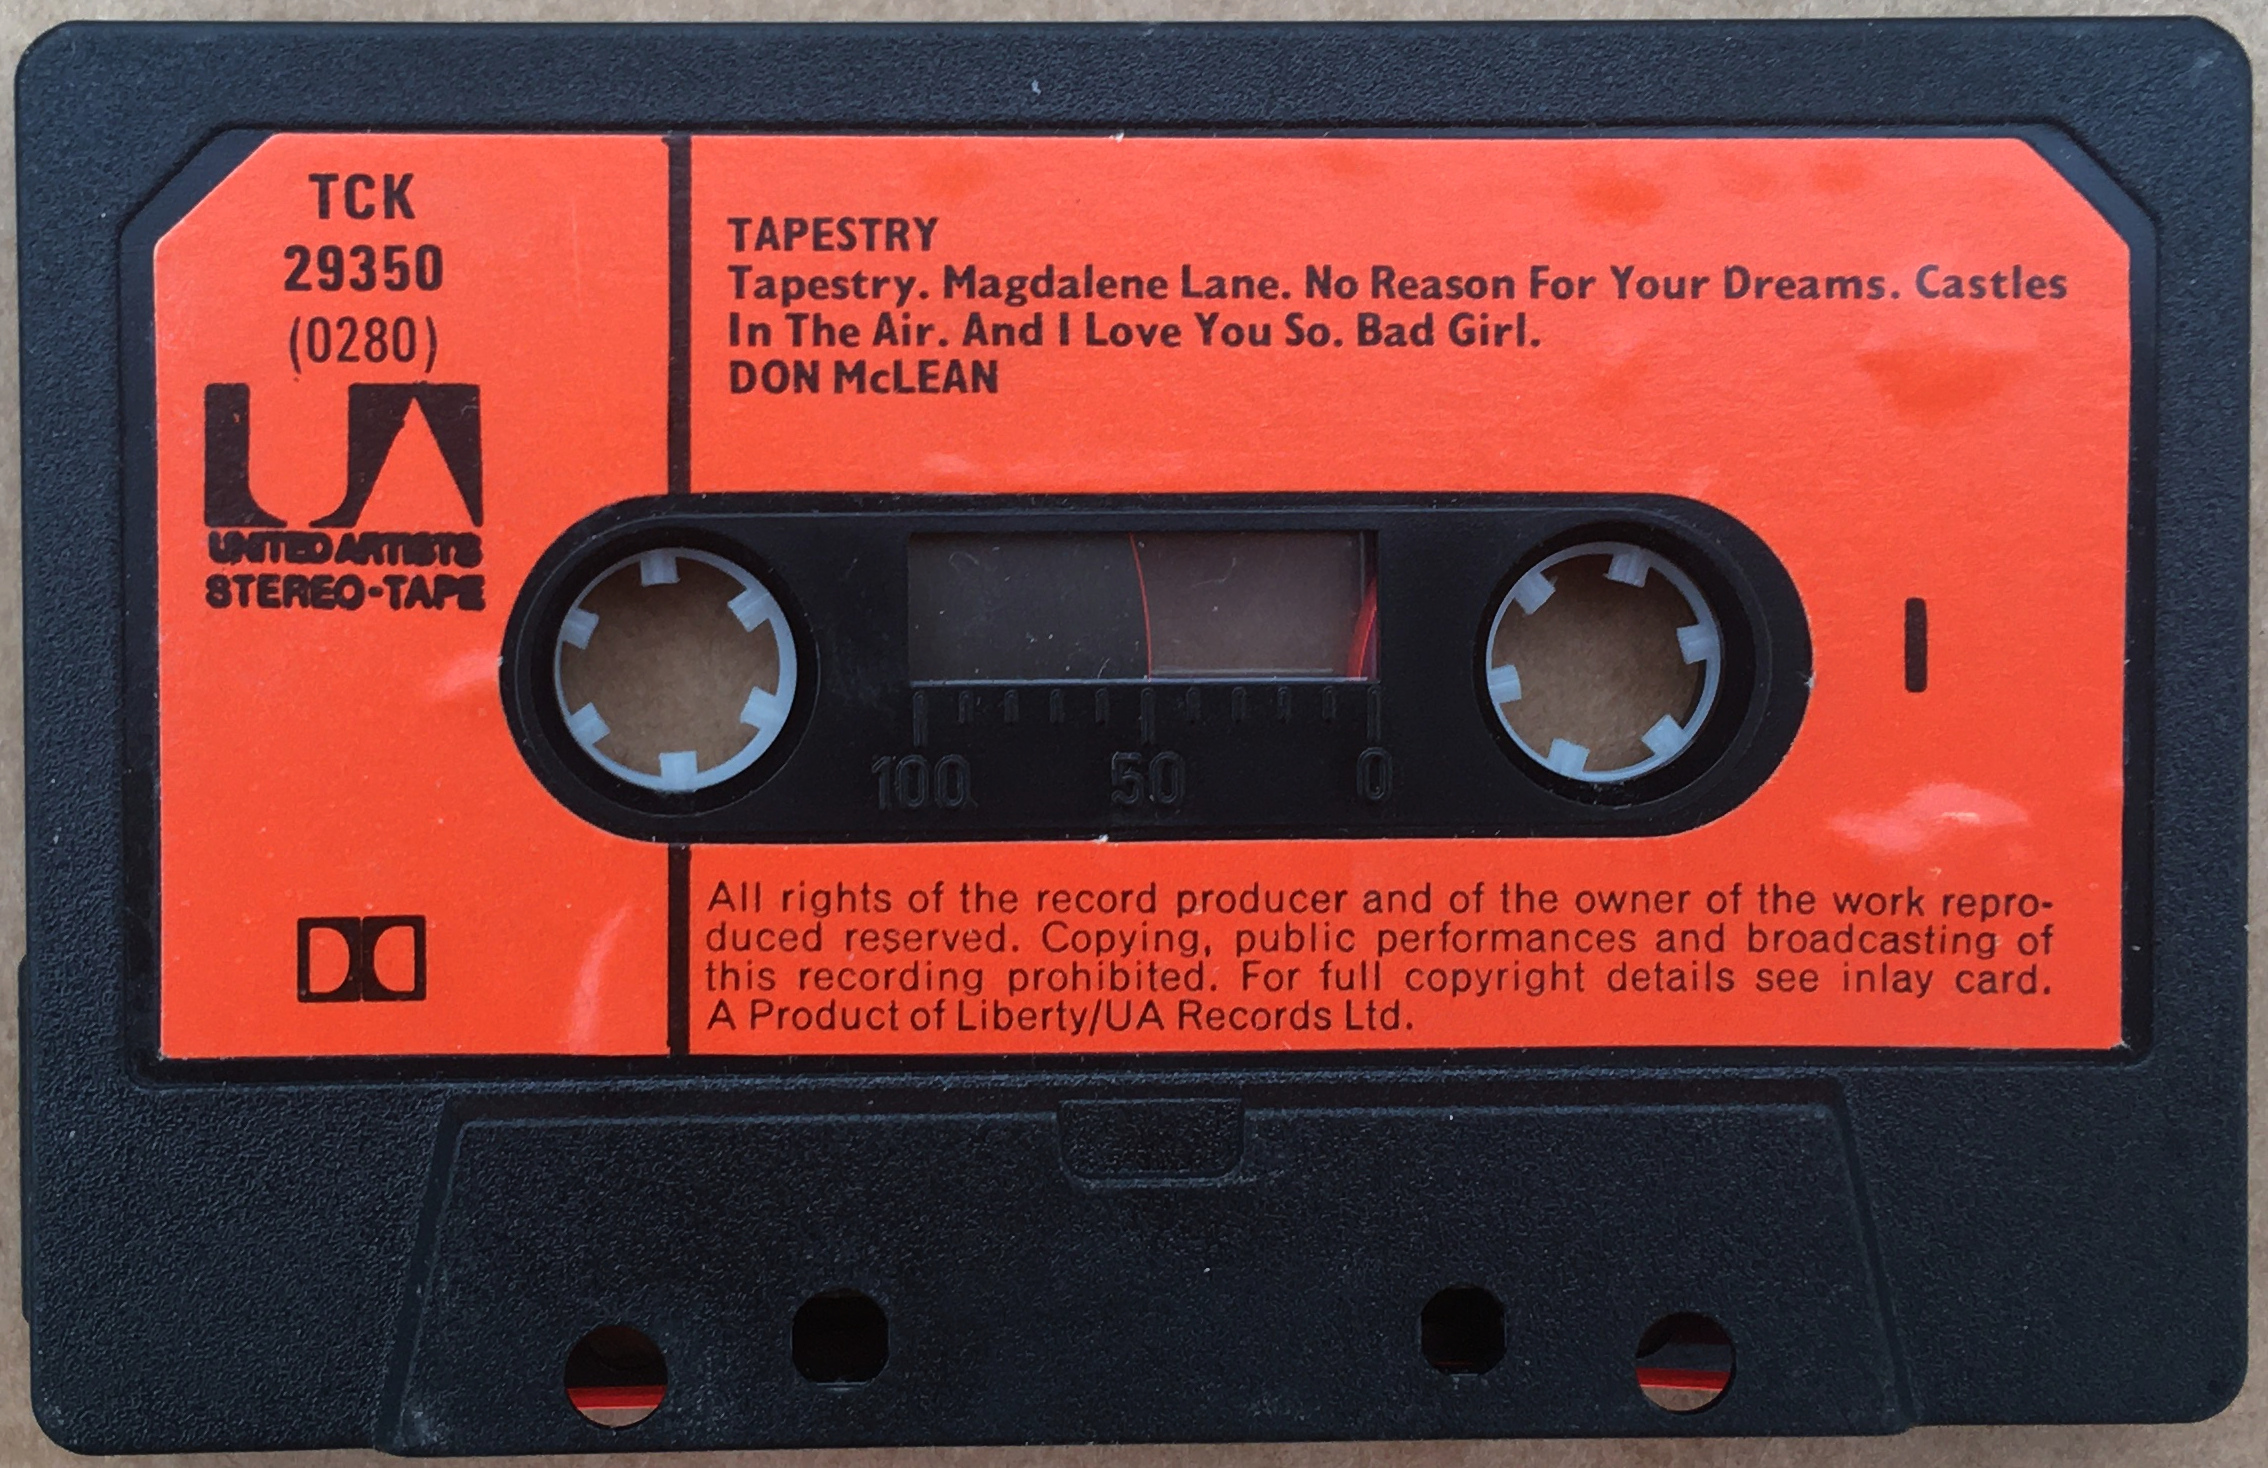 TCK
29350
(0280)
UA
UNITED ARTISTS
STEREO-TAPE
TAPESTRY
Tapestry. Magdalene Lane. No Reason For Your Dreams. Castles
In The Air. And I Love You So. Bad Girl.
DON McLEAN
100 50 0
1
All rights of the record producer and of the owner of the work repro-
duced reserved. Copying, public performances and broadcasting of
this recording prohibited. For full copyright details see inlay card.
A Product of Liberty/UA Records Ltd.